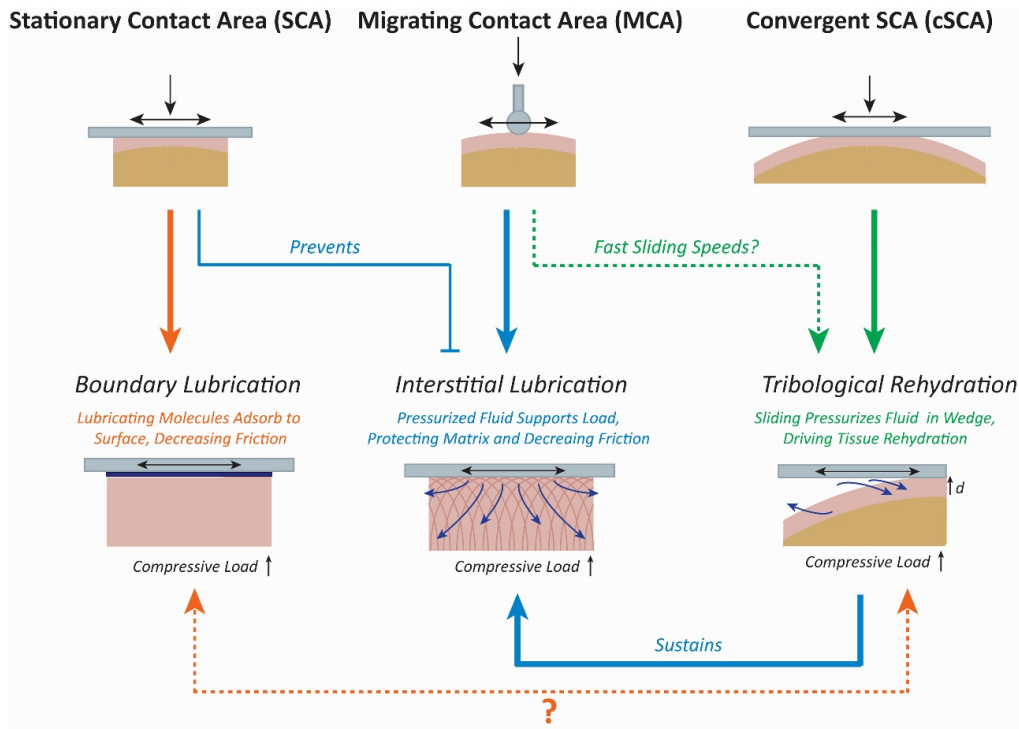 Stationary Contact Area (SCA)
Migrating Contact Area (MCA)
Convergent SCA (cSCA)
Prevents
Fast Sliding Speeds?
Boundary Lubrication
Lubricating Molecules Adsorb to
Surface, Decreasing Friction
Interstitial Lubrication
Pressurized Fluid Supports Load,
Protecting Matrix and Decreaing Friction
Tribological Rehydration
Sliding Pressurizes Fluid in Wedge,
Driving Tissue Rehydration
d
Compressive Load
Compressive Load
Compressive Load
Sustains
?